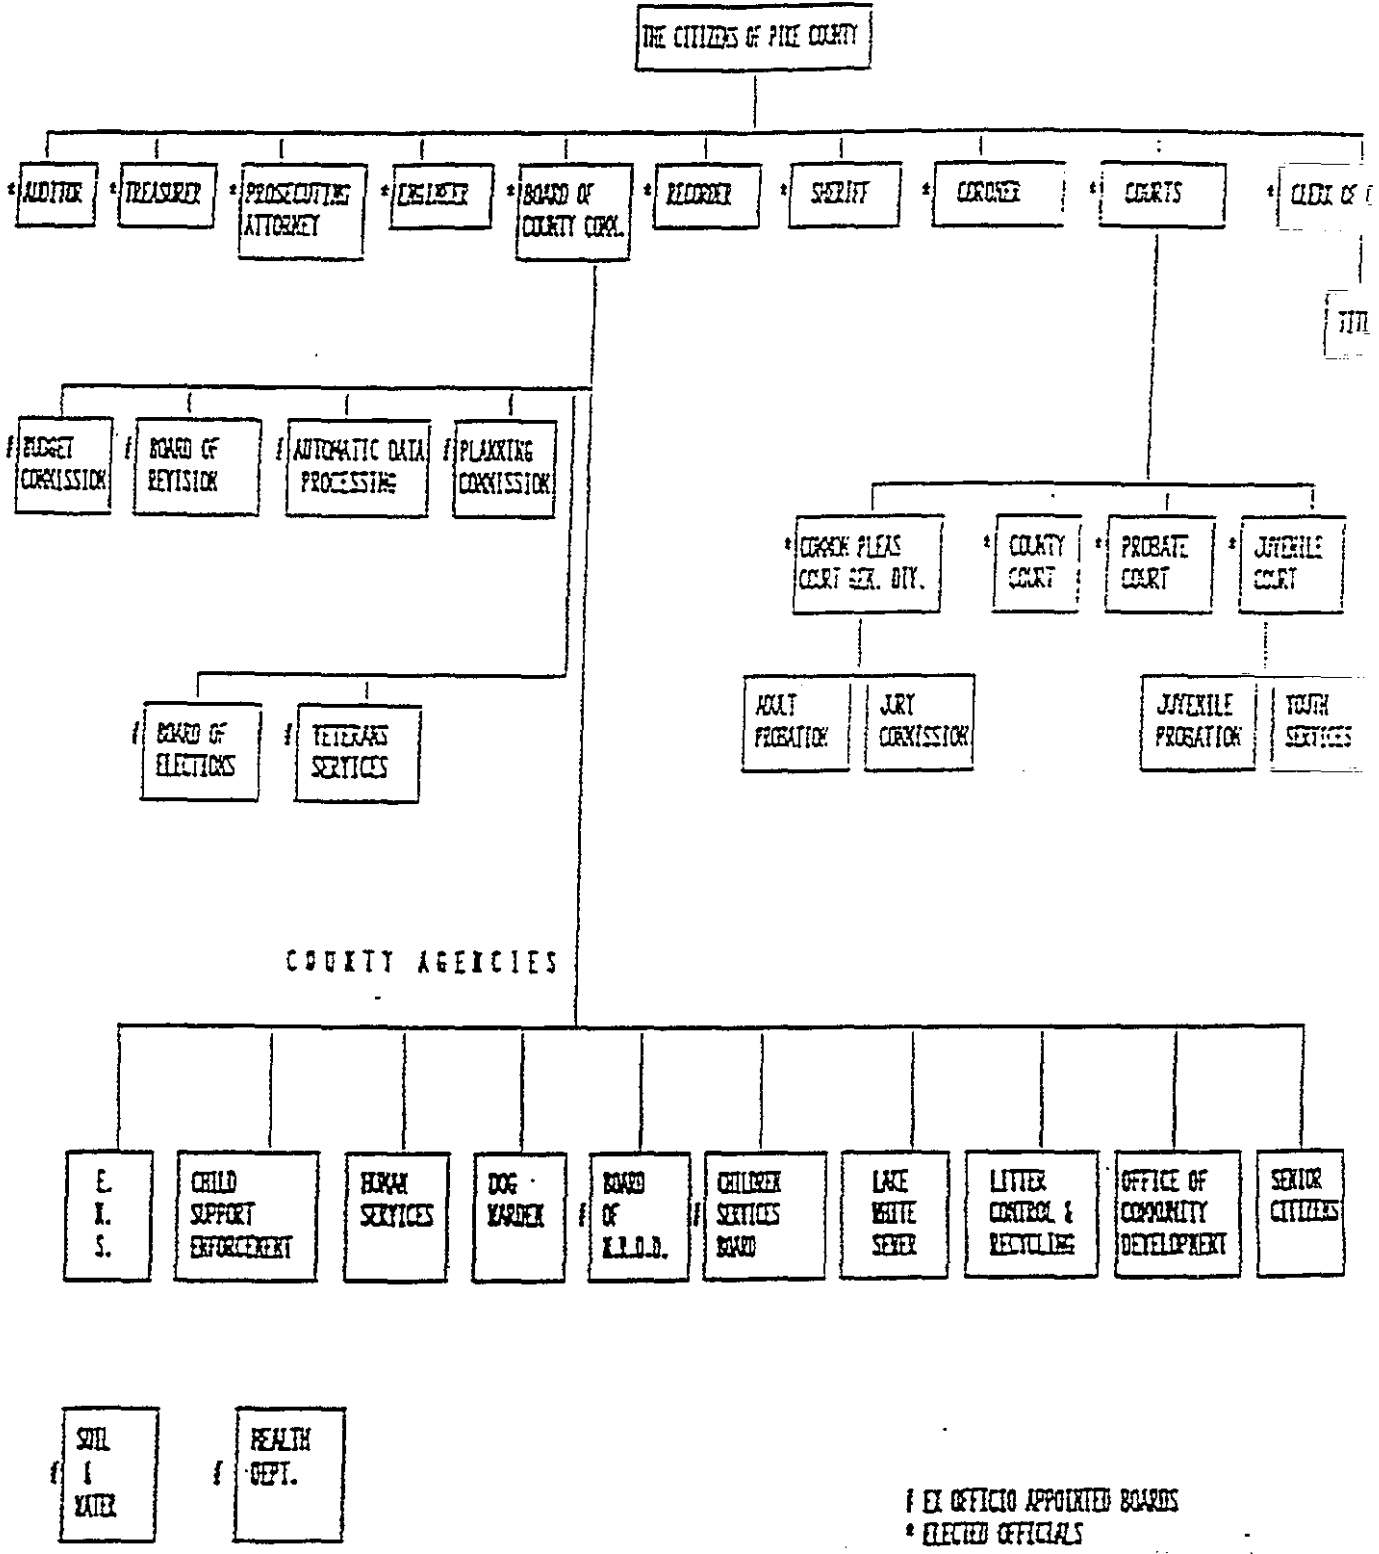 THE CITIZENS OF PIKE COUNTY
* AUDITOR
* TREASURER
* PROSECUTING
ATTORNEY
* ENGINEER
* BOARD OF
COUNTY COMM.
* RECORDER
* SHERIFF
* CORONER
* COURTS
* CLERK OF
# BUDGET
COMMISSION
# BOARD OF
REVISION
# AUTOMATIC DATA
PROCESSING
# PLANNING
COMMISSION
* COMMON PLEAS
COURT GEN. DIV.
* COUNTY
COURT
* PROBATE
COURT
* JUVENILE
COURT
ADULT
PROBATION
JURY
COMMISSION
JUVENILE
PROBATION
YOUTH
SERVICES
# BOARD OF
ELECTIONS
# VETERANS
SERVICES
COUNTY AGENCIES
E.
M.
S.
CHILD
SUPPORT
ENFORCEMENT
HUMAN
SERVICES
DOG
WARDEN
# BOARD
OF
M.R.D.D.
# CHILDREN
SERVICES
BOARD
LAKE
WHITE
SEWER
LITTER
CONTROL &
RECYCLING
OFFICE OF
COMMUNITY
DEVELOPMENT
SENIOR
CITIZENS
# SOIL
&
WATER
# HEALTH
DEPT.
# EX OFFICIO APPOINTED BOARDS
* ELECTED OFFICIALS